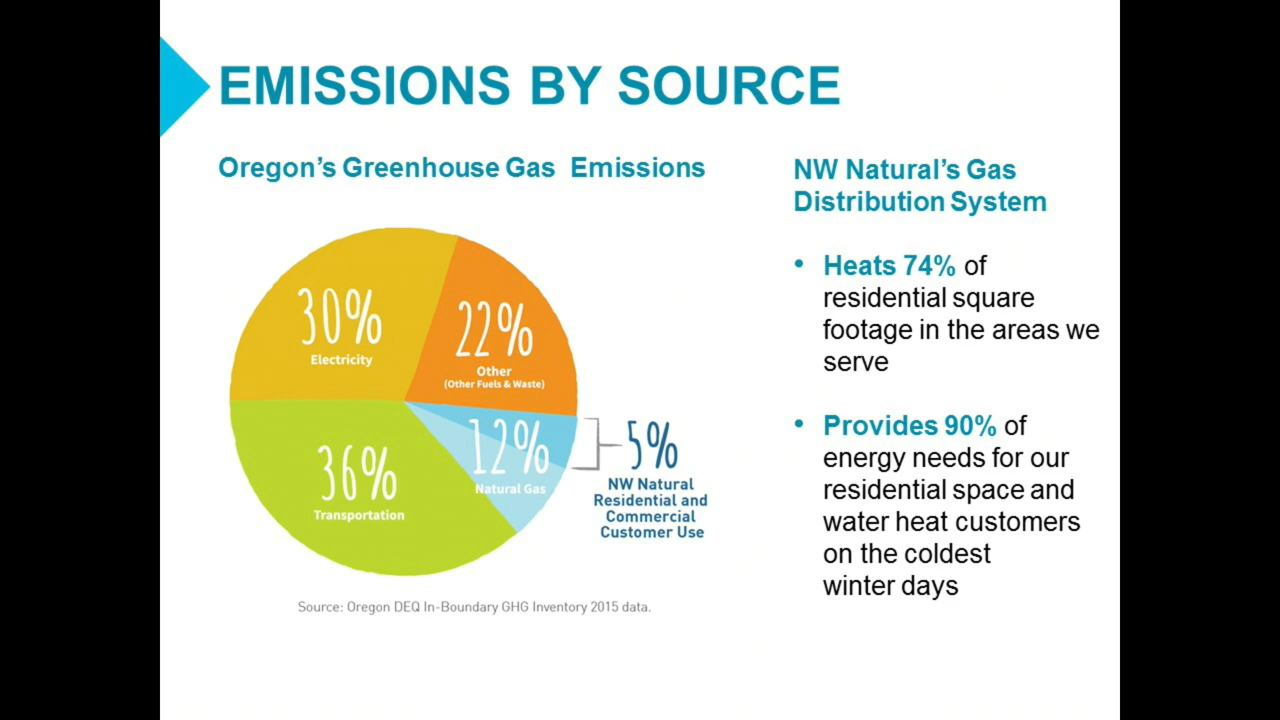 EMISSIONS BY SOURCE
Oregon's Greenhouse Gas Emissions
30%
Electricity
22%
Other
(Other Fuels & Waste)
36%
Transportation
12%
Natural Gas
5%
NW Natural
Residential and
Commercial
Customer Use
Source: Oregon DEQ In-Boundary GHG Inventory 2015 data.
NW Natural's Gas
Distribution System
• Heats 74% of
residential square
footage in the areas we
serve
• Provides 90% of
energy needs for our
residential space and
water heat customers
on the coldest
winter days